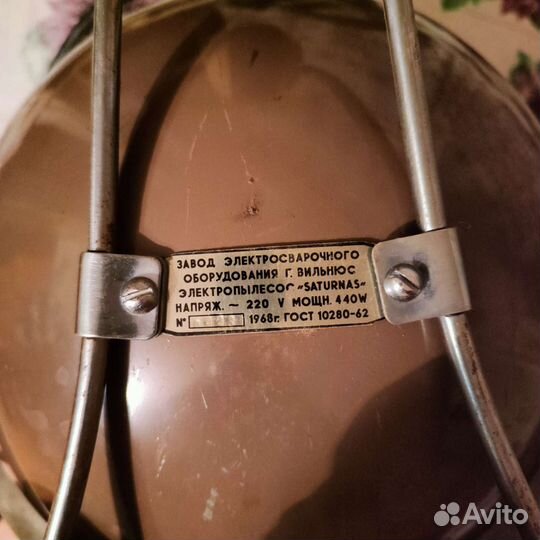 ЗАВОД ЭЛЕКТРОСВАРОЧНОГО
ОБОРУДОВАНИЯ Г. ВИЛЬНЮС
ЭЛЕКТРОПЫЛЕСОС „SATURNAS"
НАПРЯЖ. ~ 220 V МОЩН. 440W
№ 1968г. ГОСТ 10280-62
Avito